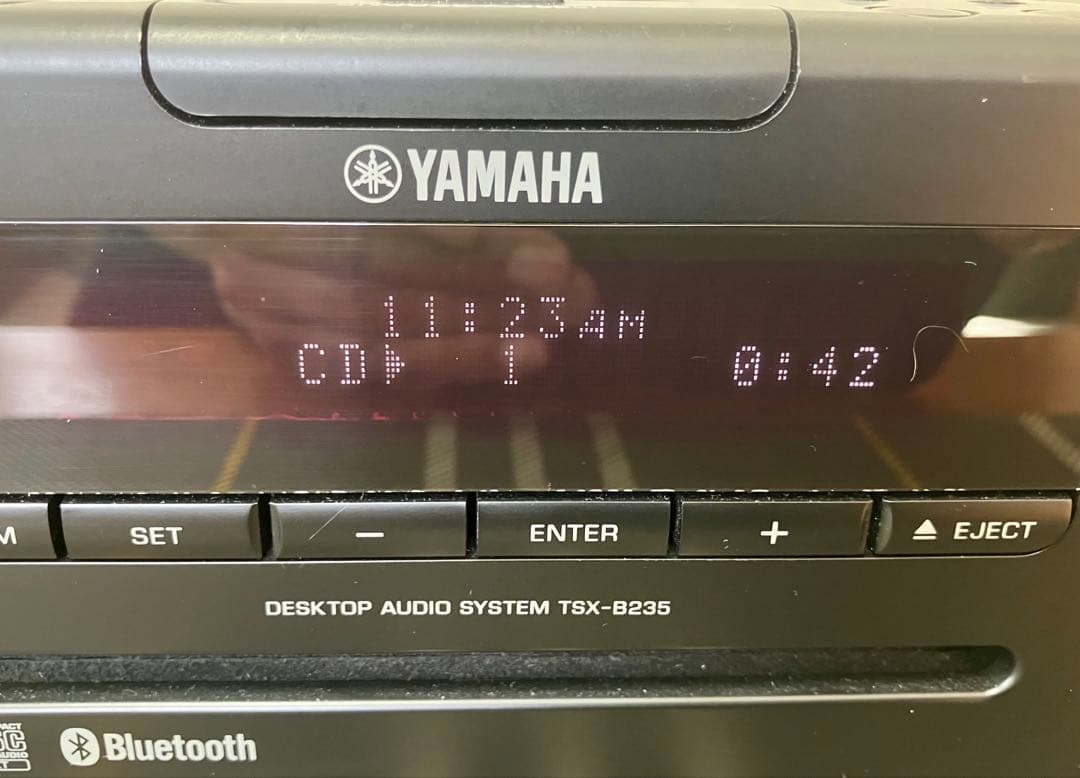 YAMAHA
11:23AM
CD 1 0:42
M SET − ENTER + EJECT
DESKTOP AUDIO SYSTEM TSX-B235
Bluetooth